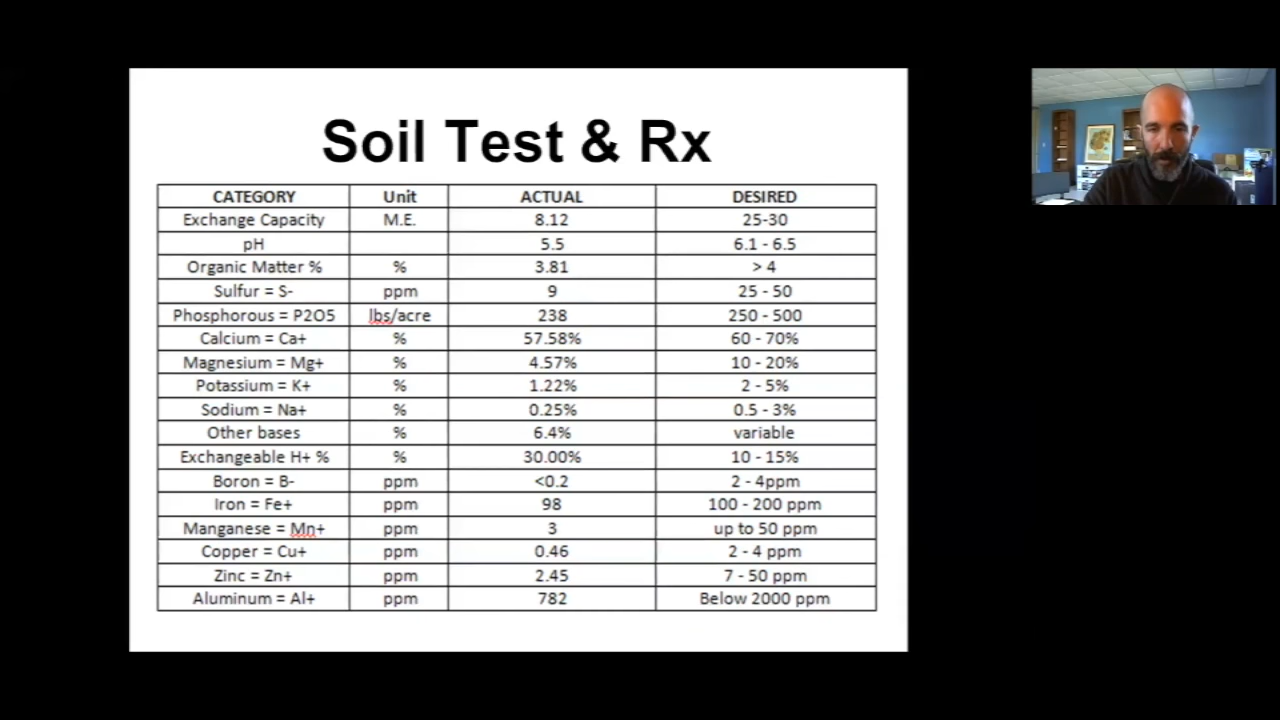 Soil Test & Rx
CATEGORY Unit ACTUAL DESIRED
Exchange Capacity M.E. 8.12 25-30
pH 5.5 6.1 - 6.5
Organic Matter % % 3.81 > 4
Sulfur = S- ppm 9 25 - 50
Phosphorous = P2O5 lbs/acre 238 250 - 500
Calcium = Ca+ % 57.58% 60 - 70%
Magnesium = Mg+ % 4.57% 10 - 20%
Potassium = K+ % 1.22% 2 - 5%
Sodium = Na+ % 0.25% 0.5 - 3%
Other bases % 6.4% variable
Exchangeable H+ % % 30.00% 10 - 15%
Boron = B- ppm <0.2 2 - 4ppm
Iron = Fe+ ppm 98 100 - 200 ppm
Manganese = Mn+ ppm 3 up to 50 ppm
Copper = Cu+ ppm 0.46 2 - 4 ppm
Zinc = Zn+ ppm 2.45 7 - 50 ppm
Aluminum = Al+ ppm 782 Below 2000 ppm